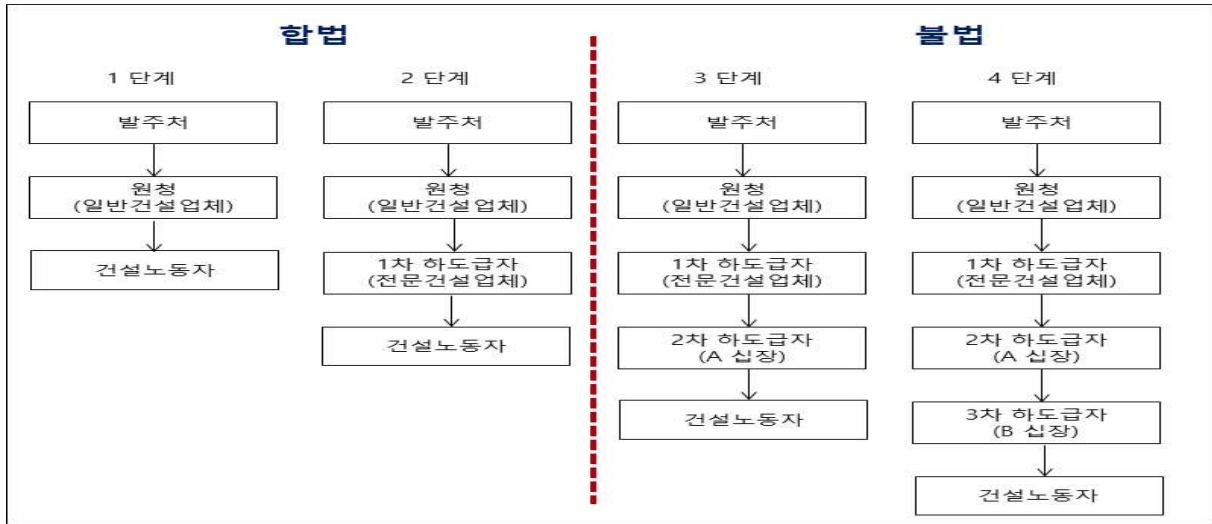 합법
불법
1 단계
2 단계
3 단계
4 단계
발주처
발주처
발주처
발주처
원청
(일반건설업체)
원청
(일반건설업체)
원청
(일반건설업체)
원청
(일반건설업체)
건설노동자
1차 하도급자
(전문건설업체)
1차 하도급자
(전문건설업체)
1차 하도급자
(전문건설업체)
건설노동자
2차 하도급자
(A 십장)
2차 하도급자
(A 십장)
건설노동자
3차 하도급자
(B 십장)
건설노동자